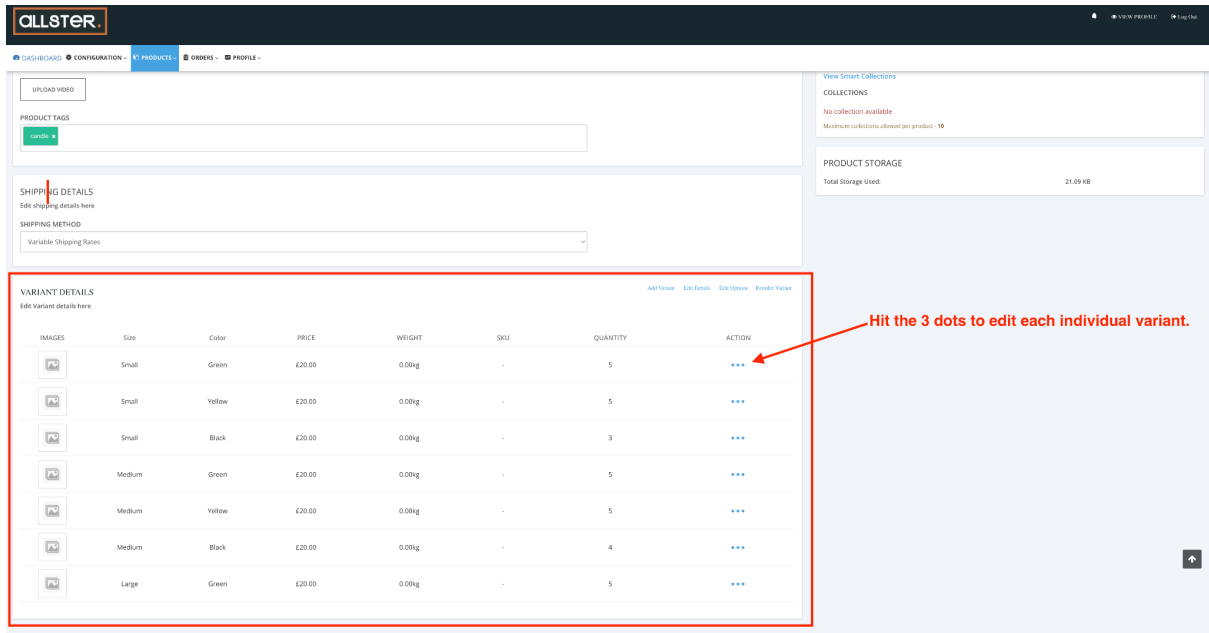 ALLSTER.
VIEW PROFILE Log Out
DASHBOARD CONFIGURATION PRODUCTS ORDERS PROFILE
UPLOAD VIDEO
PRODUCT TAGS
candle x
SHIPPING DETAILS
Edit shipping details here
SHIPPING METHOD
Variable Shipping Rates
View Smart Collections
COLLECTIONS
No collection available
Maximum collections allowed per product - 10
PRODUCT STORAGE
Total Storage Used: 21.09 KB
VARIANT DETAILS
Edit Variant details here
Add Variant Edit Details Edit Options Reorder Variant
IMAGES Size Color PRICE WEIGHT SKU QUANTITY ACTION
Small Green £20.00 0.00kg - 5
Small Yellow £20.00 0.00kg - 5
Small Black £20.00 0.00kg - 3
Medium Green £20.00 0.00kg - 5
Medium Yellow £20.00 0.00kg - 5
Medium Black £20.00 0.00kg - 4
Large Green £20.00 0.00kg - 5
Hit the 3 dots to edit each individual variant.